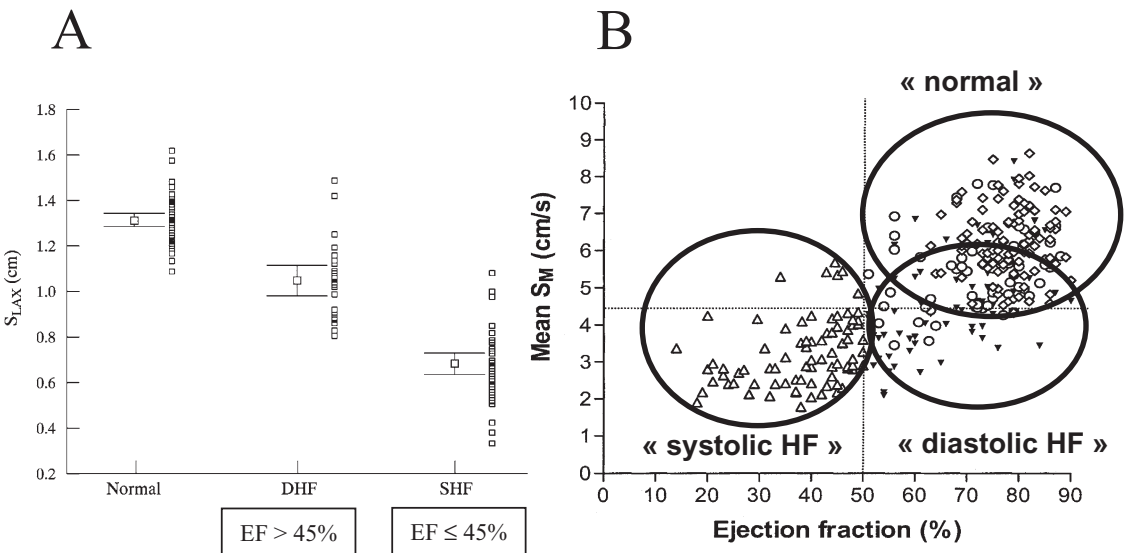 A
1.8
1.6
1.4
1.2
1.0
0.8
0.6
0.4
0.2
S_LAX (cm)
Normal
DHF
SHF
EF > 45%
EF ≤ 45%
B
« normal »
10
9
8
7
6
5
4
3
2
1
0
Mean S_M (cm/s)
« systolic HF »
« diastolic HF »
0 10 20 30 40 50 60 70 80 90
Ejection fraction (%)